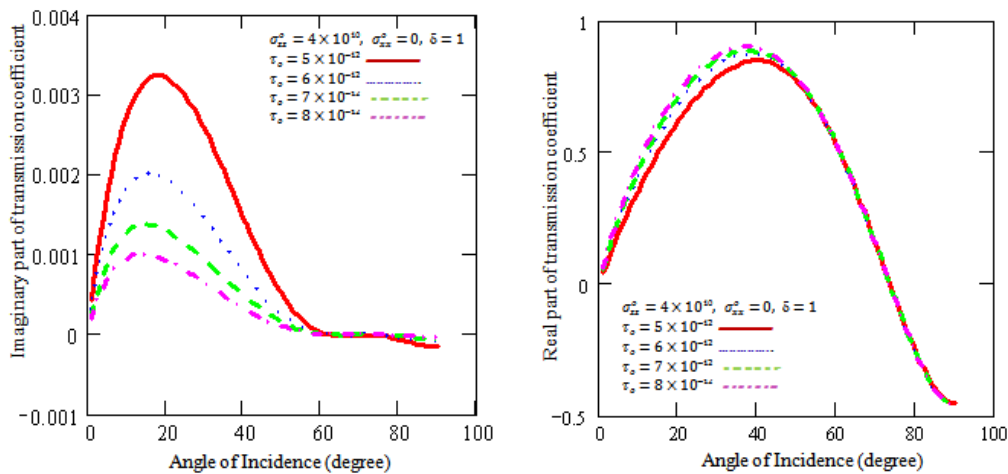 0.004
0.003
0.002
0.001
0
−0.001
0 20 40 60 80 100
Imaginary part of transmission coefficient
Angle of Incidence (degree)
σ°zz = 4×10¹⁰, σ°xx = 0, δ = 1
τₒ = 5×10⁻¹²
τₒ = 6×10⁻¹²
τₒ = 7×10⁻¹²
τₒ = 8×10⁻¹²
1
0.5
0
−0.5
0 20 40 60 80 100
Real part of transmission coefficient
Angle of Incidence (degree)
σ°zz = 4×10¹⁰, σ°xx = 0, δ = 1
τₒ = 5×10⁻¹²
τₒ = 6×10⁻¹²
τₒ = 7×10⁻¹²
τₒ = 8×10⁻¹²